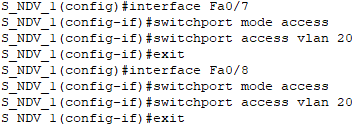 S_NDV_1(config)#interface Fa0/7
S_NDV_1(config-if)#switchport mode access
S_NDV_1(config-if)#switchport access vlan 20
S_NDV_1(config-if)#exit
S_NDV_1(config)#interface Fa0/8
S_NDV_1(config-if)#switchport mode access
S_NDV_1(config-if)#switchport access vlan 20
S_NDV_1(config-if)#exit